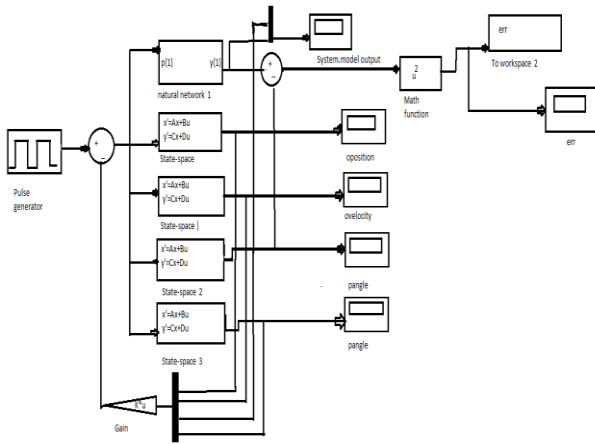 err
System.model output
To workspace 2
p{1}
y{1}
+
−
u
2
natural network 1
Math
function
err
x'=Ax+Bu
y'=Cx+Du
+
−
State-space
oposition
Pulse
generator
x'=Ax+Bu
y'=Cx+Du
State-space |
ovelocity
x'=Ax+Bu
y'=Cx+Du
State-space 2
pangle
x'=Ax+Bu
y'=Cx+Du
State-space 3
pangle
K*u
Gain